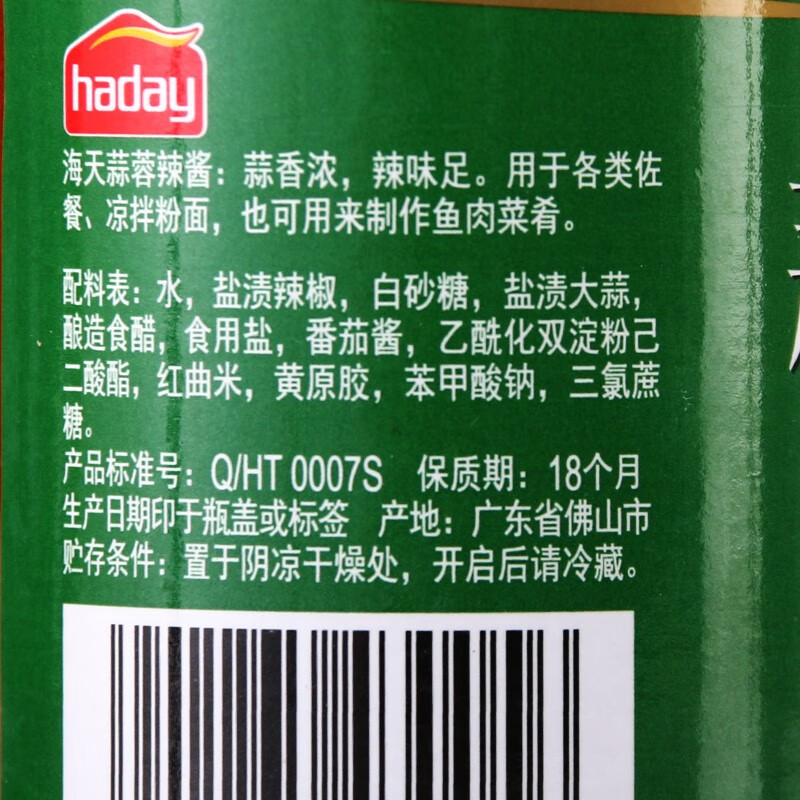 haday
海天蒜蓉辣酱：蒜香浓，辣味足。用于各类佐
餐、凉拌粉面，也可用来制作鱼肉菜肴。
配料表：水，盐渍辣椒，白砂糖，盐渍大蒜，
酿造食醋，食用盐，番茄酱，乙酰化双淀粉己
二酸酯，红曲米，黄原胶，苯甲酸钠，三氯蔗
糖。
产品标准号：Q/HT 0007S 保质期：18个月
生产日期印于瓶盖或标签 产地：广东省佛山市
贮存条件：置于阴凉干燥处，开启后请冷藏。